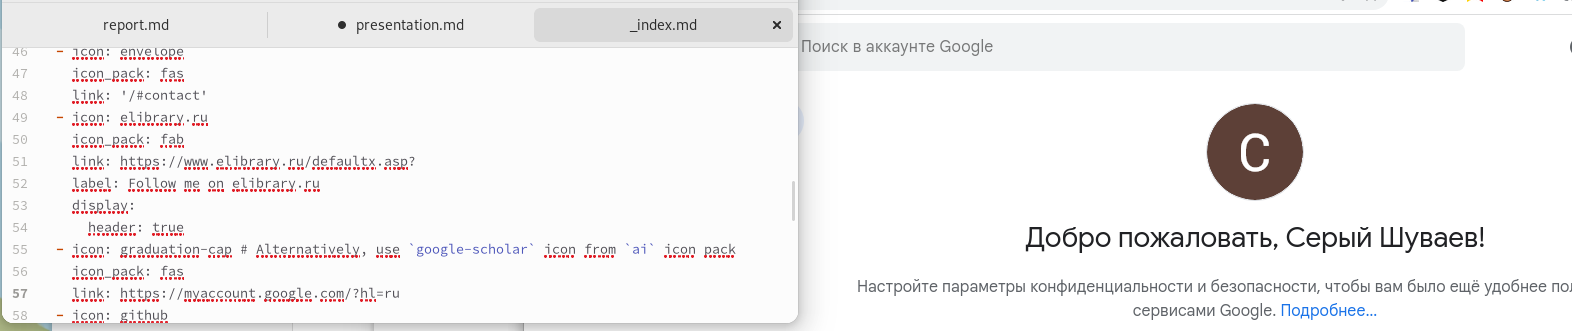 report.md
presentation.md
_index.md
46 - icon: envelope
47 icon_pack: fas
48 link: '/#contact'
49 - icon: elibrary.ru
50 icon_pack: fab
51 link: https://www.elibrary.ru/defaultx.asp?
52 label: Follow me on elibrary.ru
53 display:
54 header: true
55 - icon: graduation-cap # Alternatively, use `google-scholar` icon from `ai` icon pack
56 icon_pack: fas
57 link: https://myaccount.google.com/?hl=ru
58 - icon: github
Поиск в аккаунте Google
С
Добро пожаловать, Серый Шуваев!
Настройте параметры конфиденциальности и безопасности, чтобы вам было ещё удобнее
сервисами Google. Подробнее...